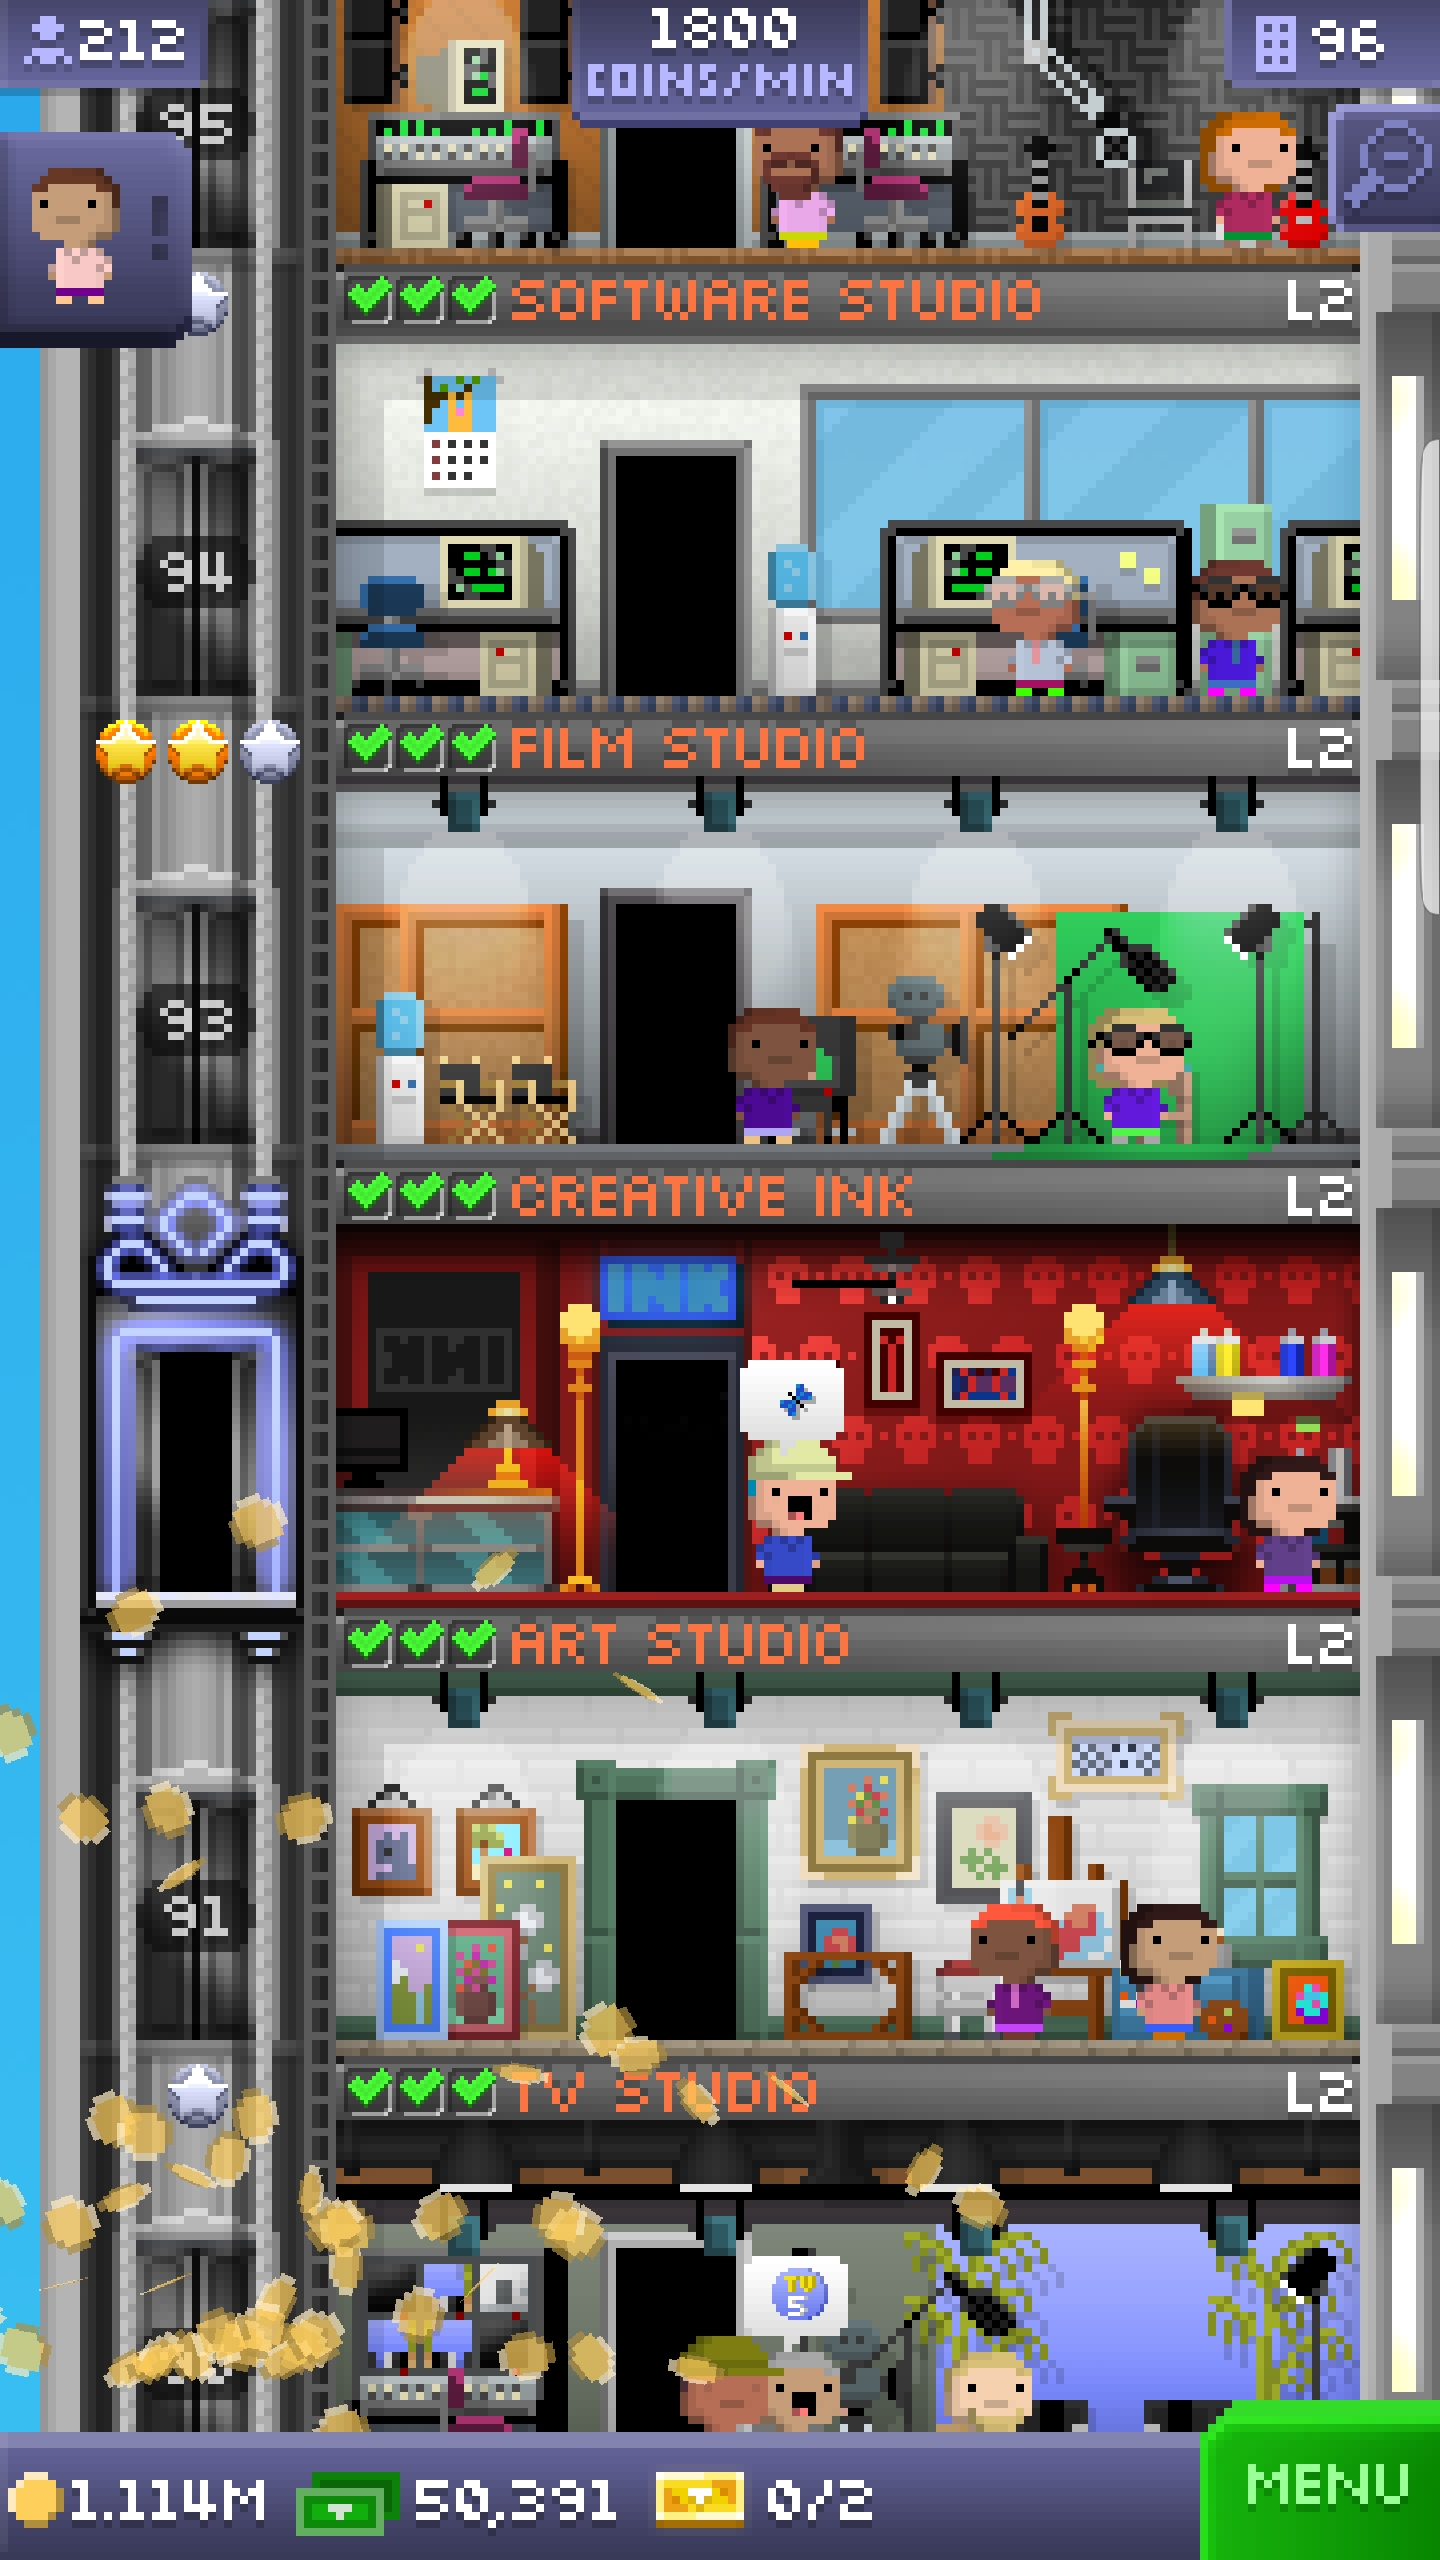 212
1800
COINS/MIN
96
95
SOFTWARE STUDIO L2
94
FILM STUDIO L2
93
CREATIVE INK L2
INK
ART STUDIO L2
91
TV STUDIO L2
TV
5
1.114M 50,391 0/2 MENU